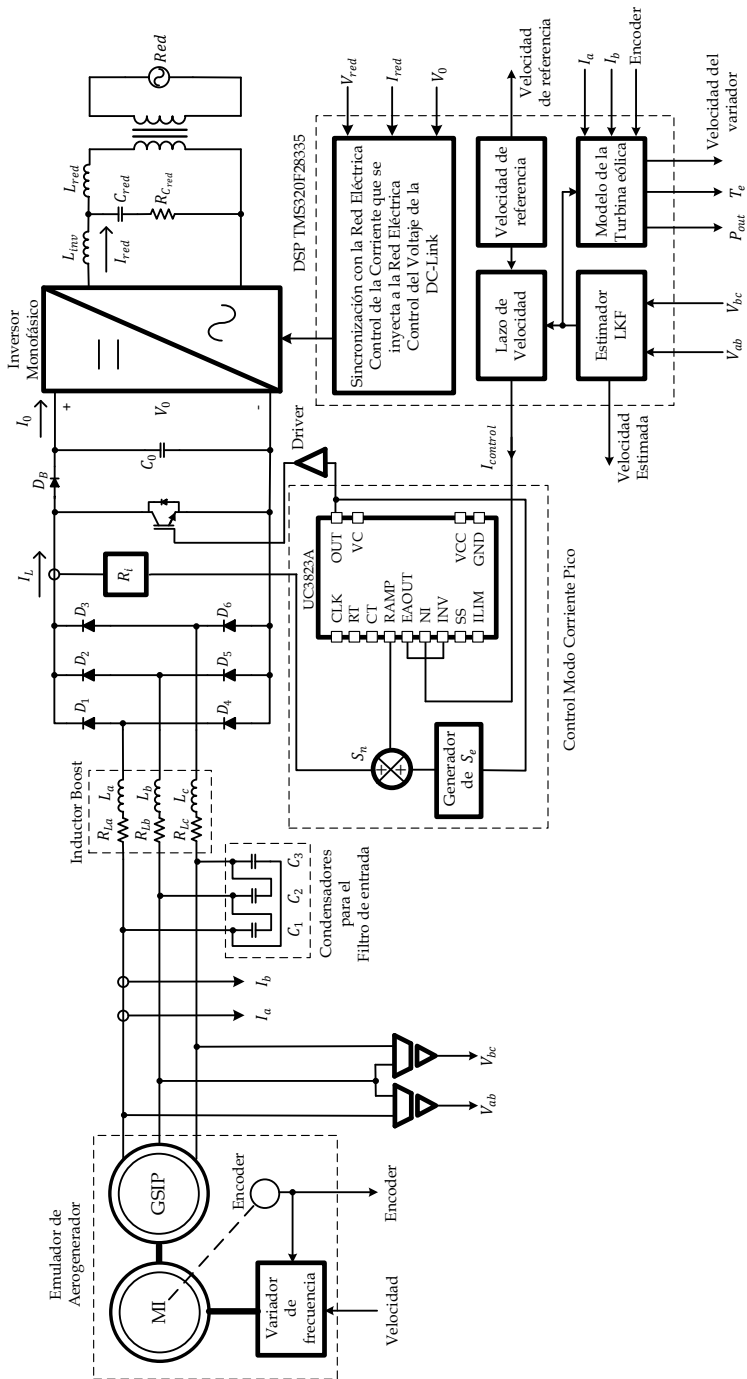 Emulador de
Aerogenerador
MI
GSIP
Encoder
Variador
de
frecuencia
Velocidad
Encoder
V_ab
V_bc
I_a
I_b
Condensadores
para el
Filtro de entrada
C_1
C_2
C_3
Inductor Boost
R_La
L_a
R_Lb
L_b
R_Lc
L_c
D_1
D_2
D_3
D_4
D_5
D_6
I_L
R_i
D_B
I_0
C_0
+
V_0
-
Driver
Inversor
Monofásico
L_inv
L_red
I_red
C_red
R_C_red
Red
Control Modo Corriente Pico
UC3823A
CLK
RT
CT
RAMP
EAOUT
NI
INV
SS
ILIM
OUT
VC
VCC
GND
S_n
+
+
Generador
de S_e
I_control
DSP TMS320F28335
Sincronización con la Red Eléctrica
Control de la Corriente que se
inyecta a la Red Eléctrica
Control del Voltaje de la
DC-Link
V_red
I_red
V_0
Lazo de
Velocidad
Velocidad de
referencia
Velocidad
de referencia
Estimador
LKF
Velocidad
Estimada
V_ab
V_bc
Modelo de la
Turbina eólica
I_a
I_b
Encoder
P_out
T_e
Velocidad del
variador